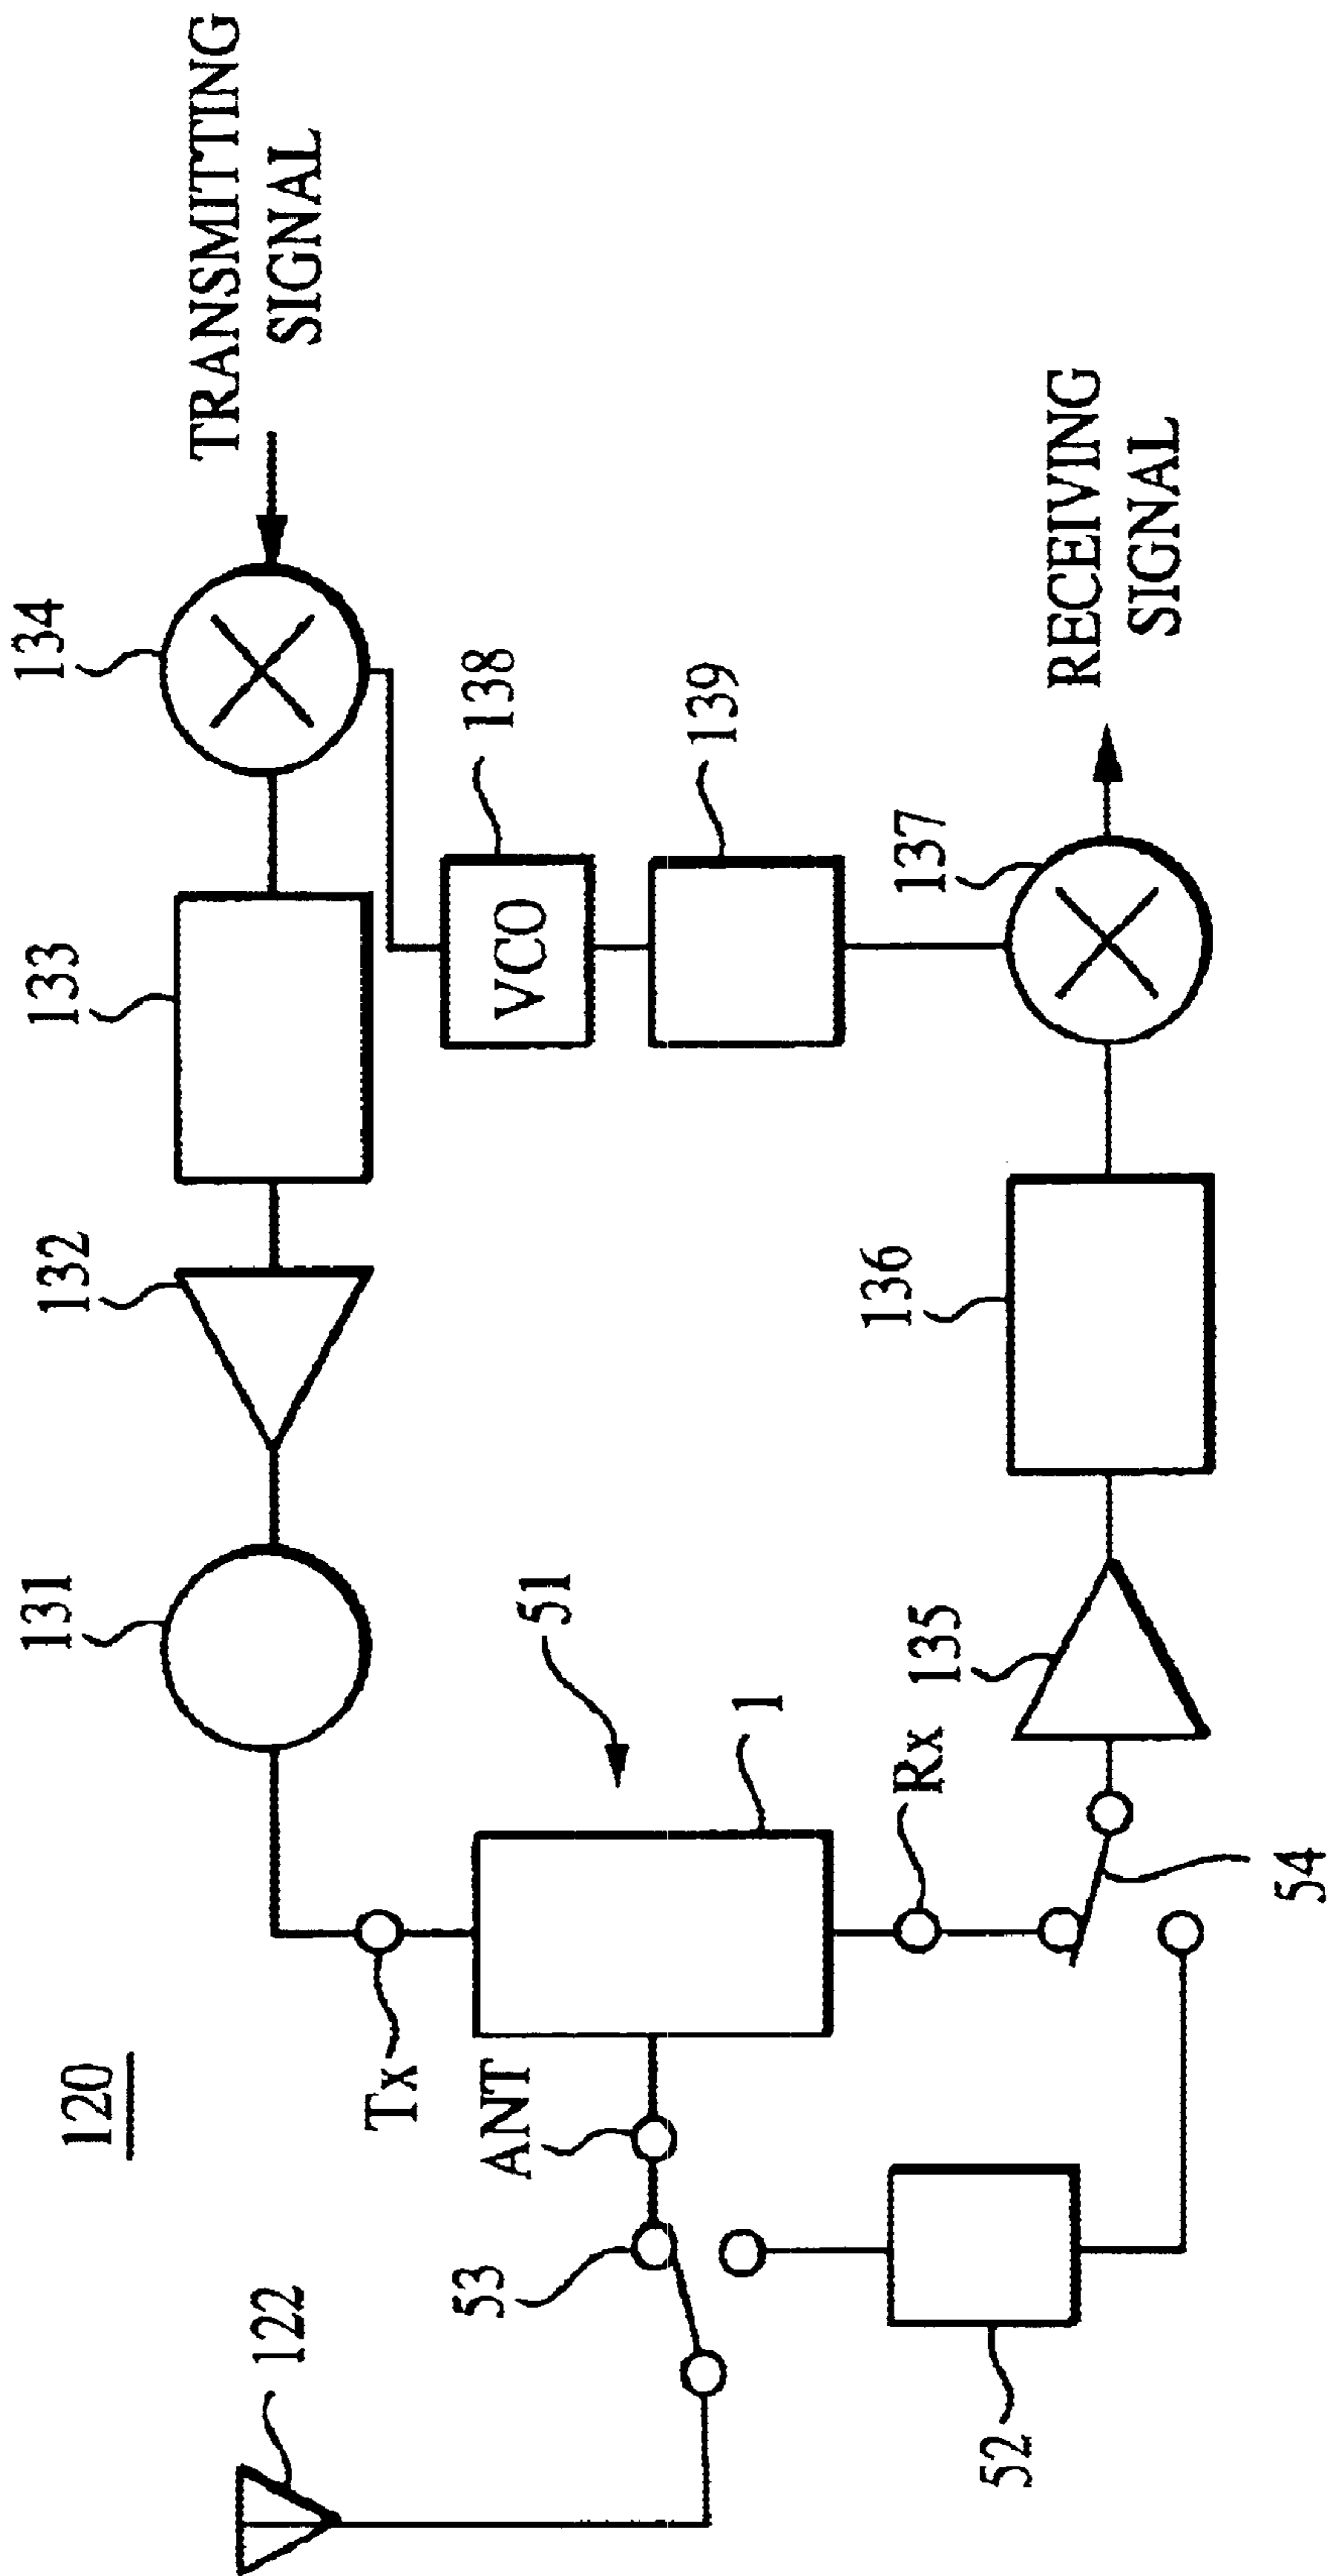 120
122
53
52
ANT
Tx
51
1
Rx
54
131
132
133
134
TRANSMITTING
SIGNAL
138
VCO
139
135
136
137
RECEIVING
SIGNAL